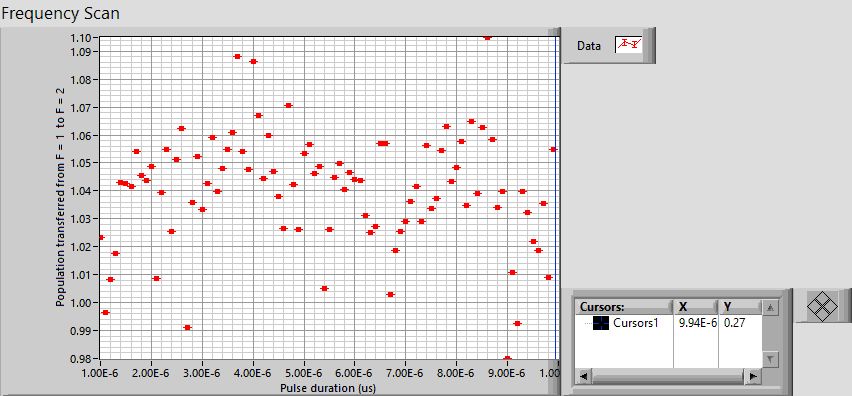 Frequency Scan
Population transferred from F = 1 to F = 2
1.10
1.09
1.08
1.07
1.06
1.05
1.04
1.03
1.02
1.01
1.00
0.99
0.98
1.00E-6 2.00E-6 3.00E-6 4.00E-6 5.00E-6 6.00E-6 7.00E-6 8.00E-6 9.00E-6 1.00
Pulse duration (us)
Data
Cursors: X Y
Cursors1 9.94E-6 0.27